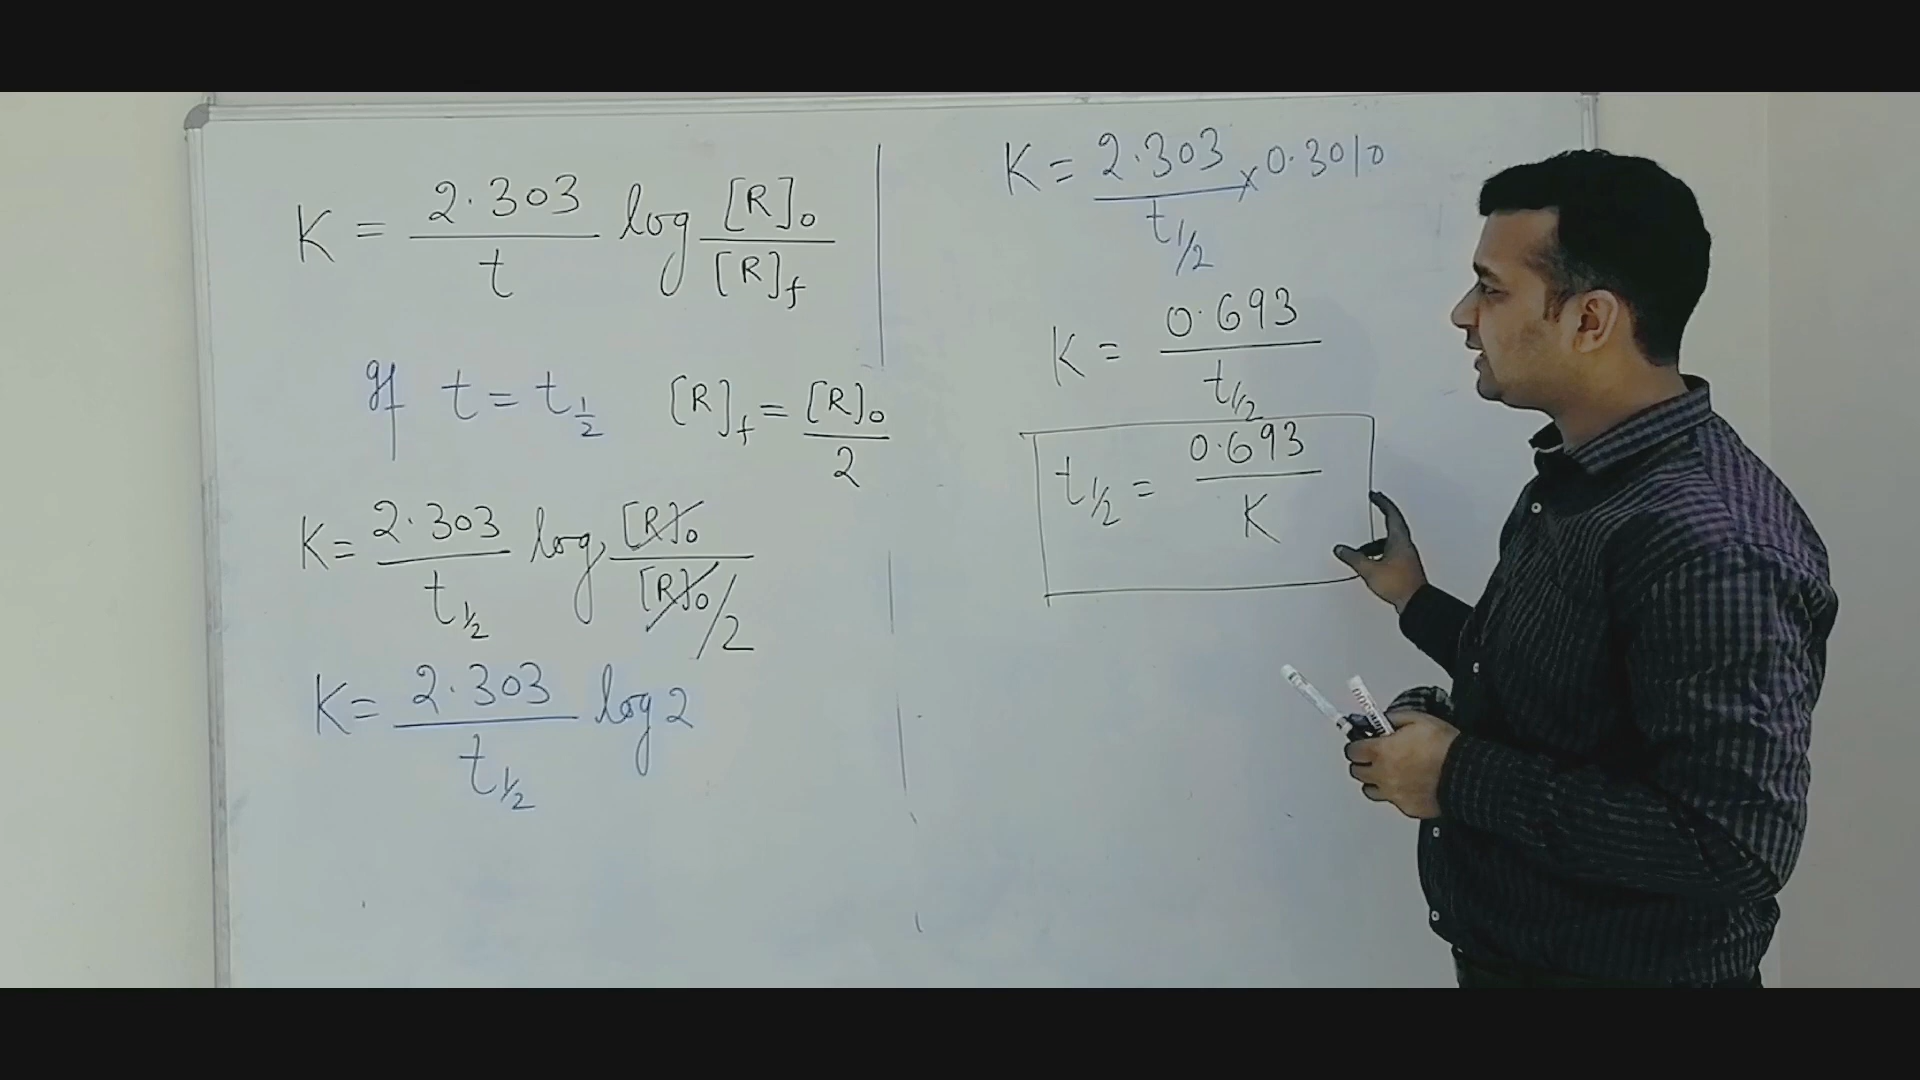 K = 2.303/t log [R]₀/[R]f
If t = t1/2 [R]f = [R]₀/2
K = 2.303/t1/2 log [R]₀/[R]₀/2
K = 2.303/t1/2 log 2
K = 2.303/t1/2 × 0.3010
K = 0.693/t1/2
t1/2 = 0.693/K